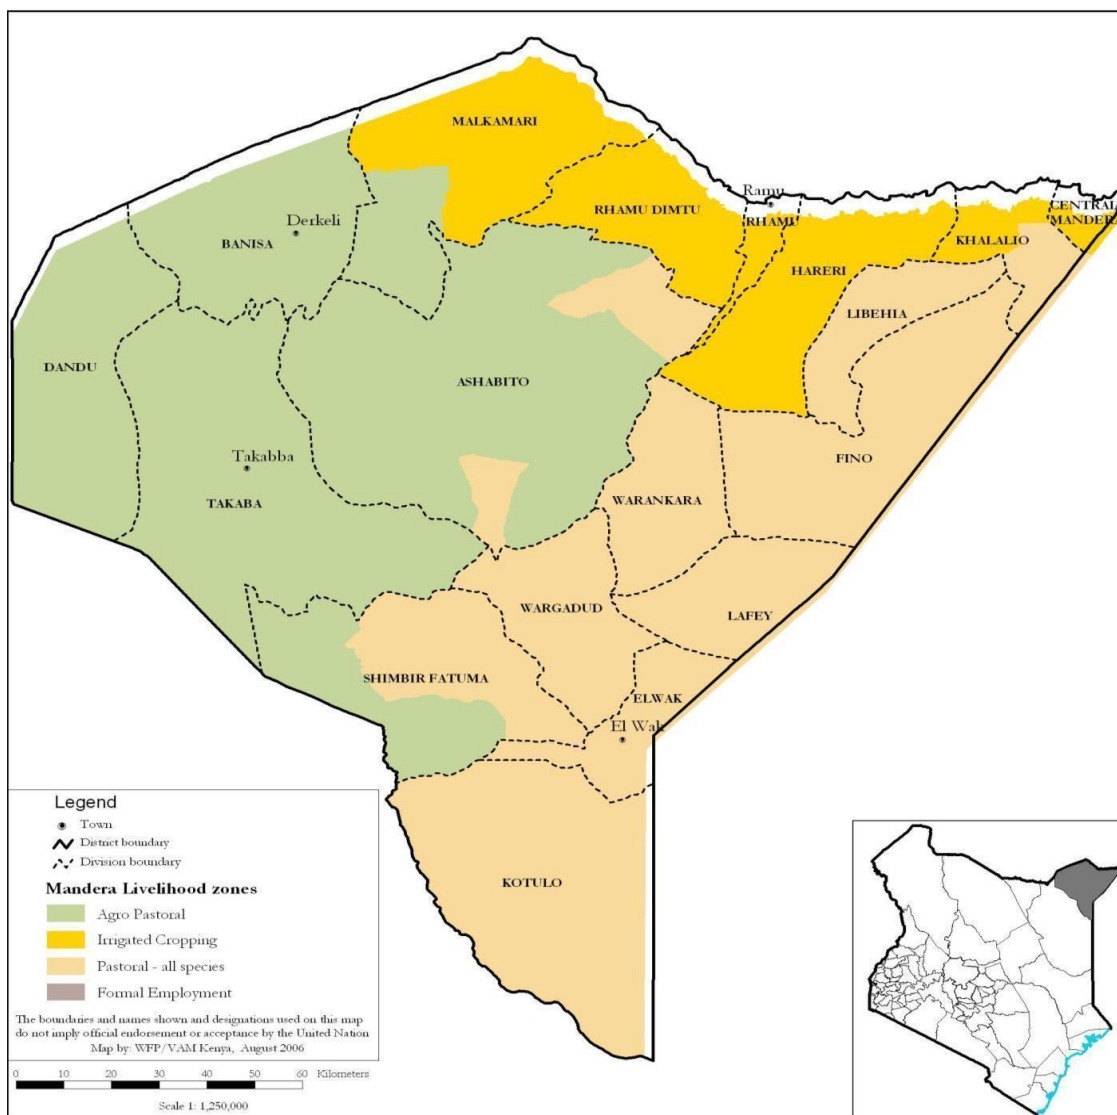 MALKAMARI
Ramu
CENTRAL
MANDER
RHAMU DIMTU
RHAMU
Derkeli
BANISA
KHALALIO
HARERI
LIBEHIA
DANDU
ASHABITO
Takabba
FINO
TAKABA
WARANKARA
WARGADUD
LAFEY
SHIMBIR FATUMA
ELWAK
El Wak
KOTULO
Legend
Town
District boundary
Division boundary
Mandera Livelihood zones
Agro Pastoral
Irrigated Cropping
Pastoral - all species
Formal Employment
The boundaries and names shown and designations used on this map
do not imply official endorsement or acceptance by the United Nation
Map by: WFP/VAM Kenya, August 2006
0 10 20 30 40 50 60 Kilometers
Scale 1: 1,250,000